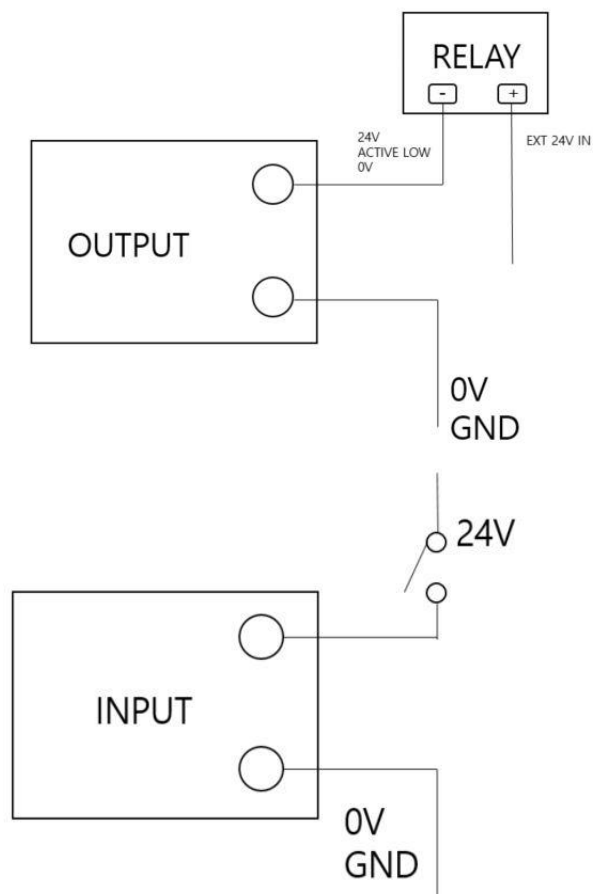 RELAY
- +
24V
ACTIVE LOW
0V
EXT 24V IN
OUTPUT
0V
GND
24V
INPUT
0V
GND